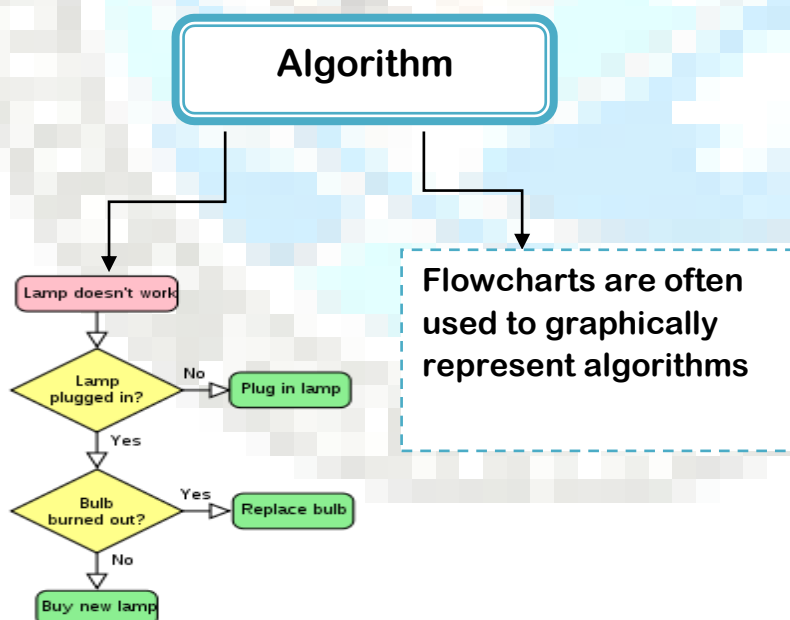 Algorithm
Flowcharts are often
used to graphically
represent algorithms
Lamp doesn't work
Lamp
plugged in?
No
Plug in lamp
Yes
Bulb
burned out?
Yes
Replace bulb
No
Buy new lamp